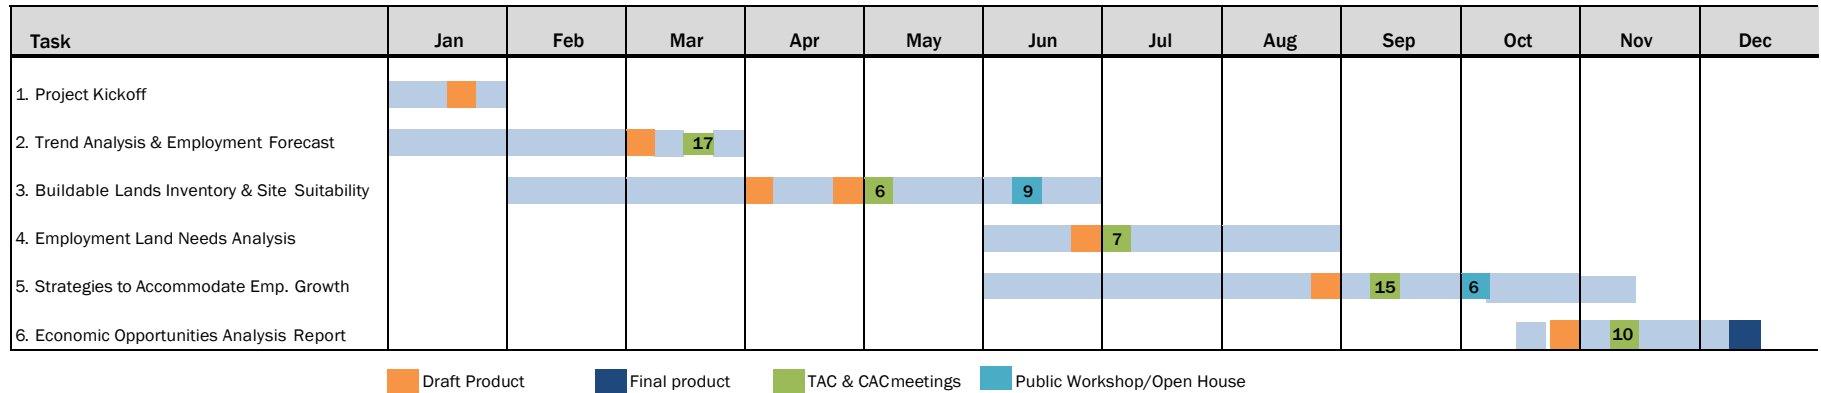 Task Jan Feb Mar Apr May Jun Jul Aug Sep Oct Nov Dec
1. Project Kickoff
2. Trend Analysis & Employment Forecast 17
3. Buildable Lands Inventory & Site Suitability 6 9
4. Employment Land Needs Analysis 7
5. Strategies to Accommodate Emp. Growth 15 6
6. Economic Opportunities Analysis Report 10
Draft Product Final product TAC & CACmeetings Public Workshop/Open House